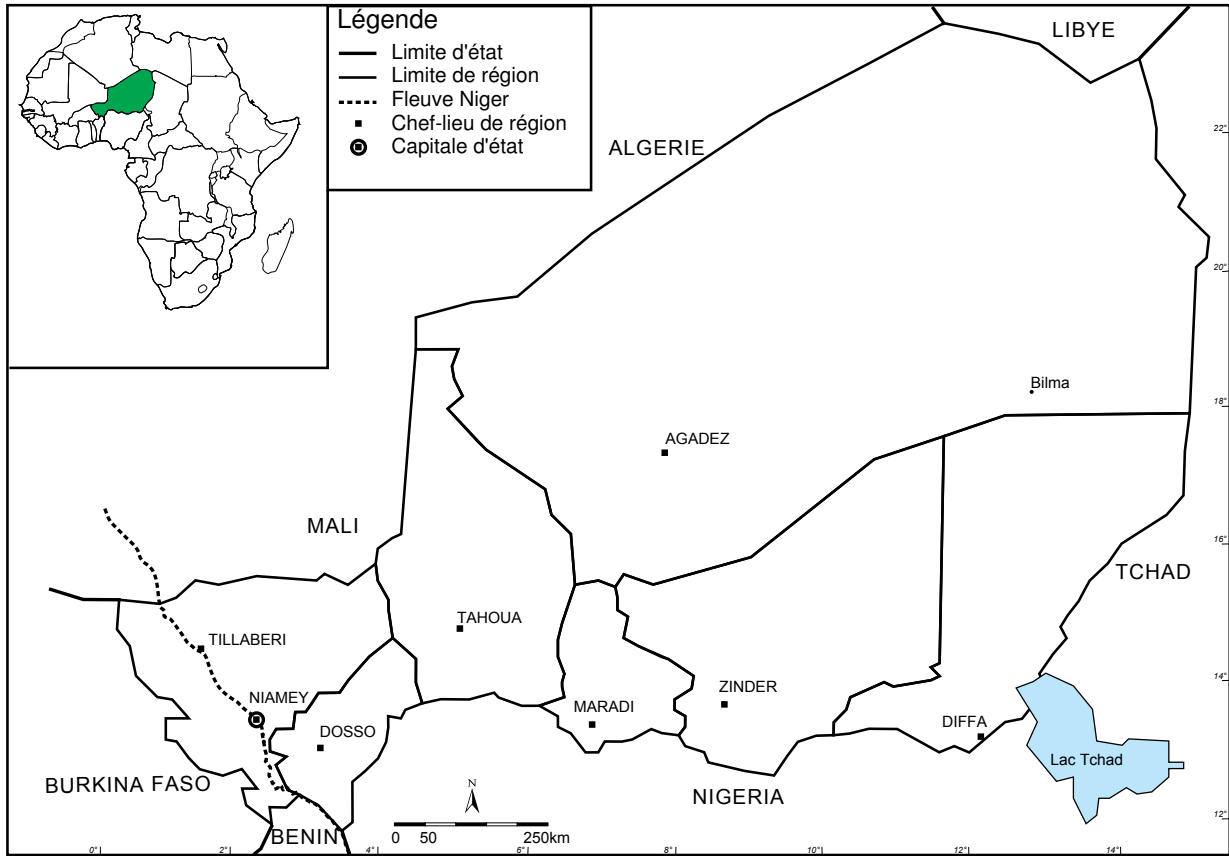 Légende
Limite d'état
Limite de région
Fleuve Niger
Chef-lieu de région
Capitale d'état
LIBYE
ALGERIE
22°
20°
Bilma
18°
AGADEZ
MALI
16°
TCHAD
TAHOUA
TILLABERI
14°
ZINDER
NIAMEY
MARADI
DIFFA
DOSSO
Lac Tchad
BURKINA FASO
N
NIGERIA
12°
BENIN
0 50 250km
0° 2° 4° 6° 8° 10° 12° 14°